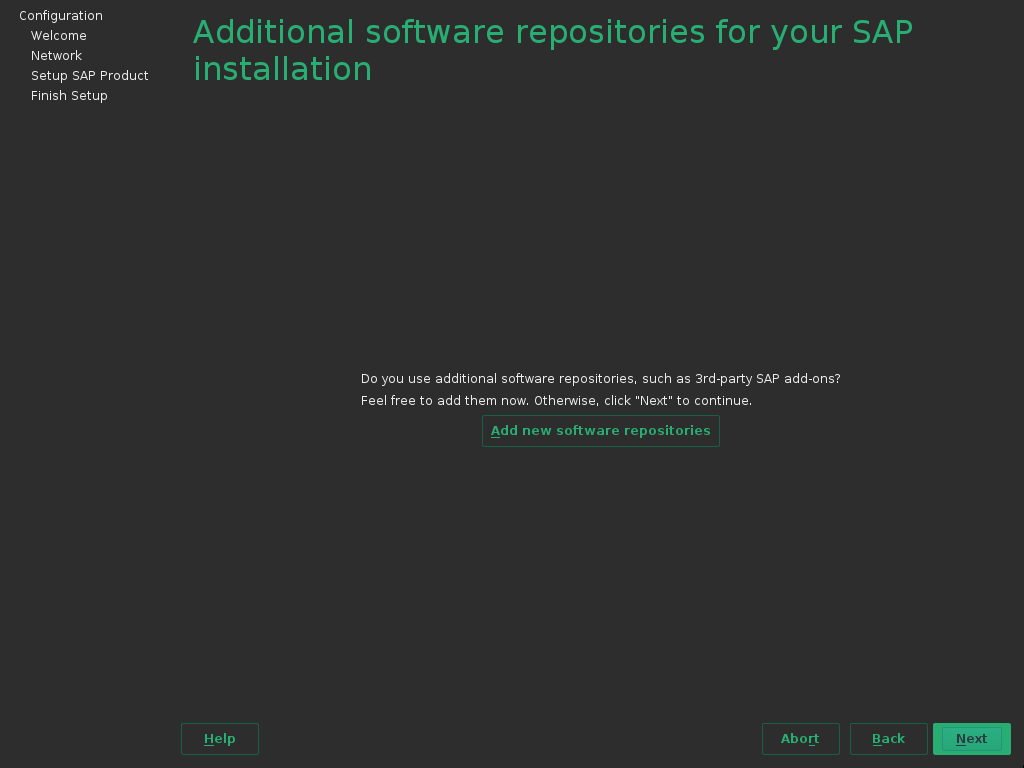 Configuration
Welcome
Network
Setup SAP Product
Finish Setup
Additional software repositories for your SAP
installation
Do you use additional software repositories, such as 3rd-party SAP add-ons?
Feel free to add them now. Otherwise, click "Next" to continue.
Add new software repositories
Help
Abort
Back
Next